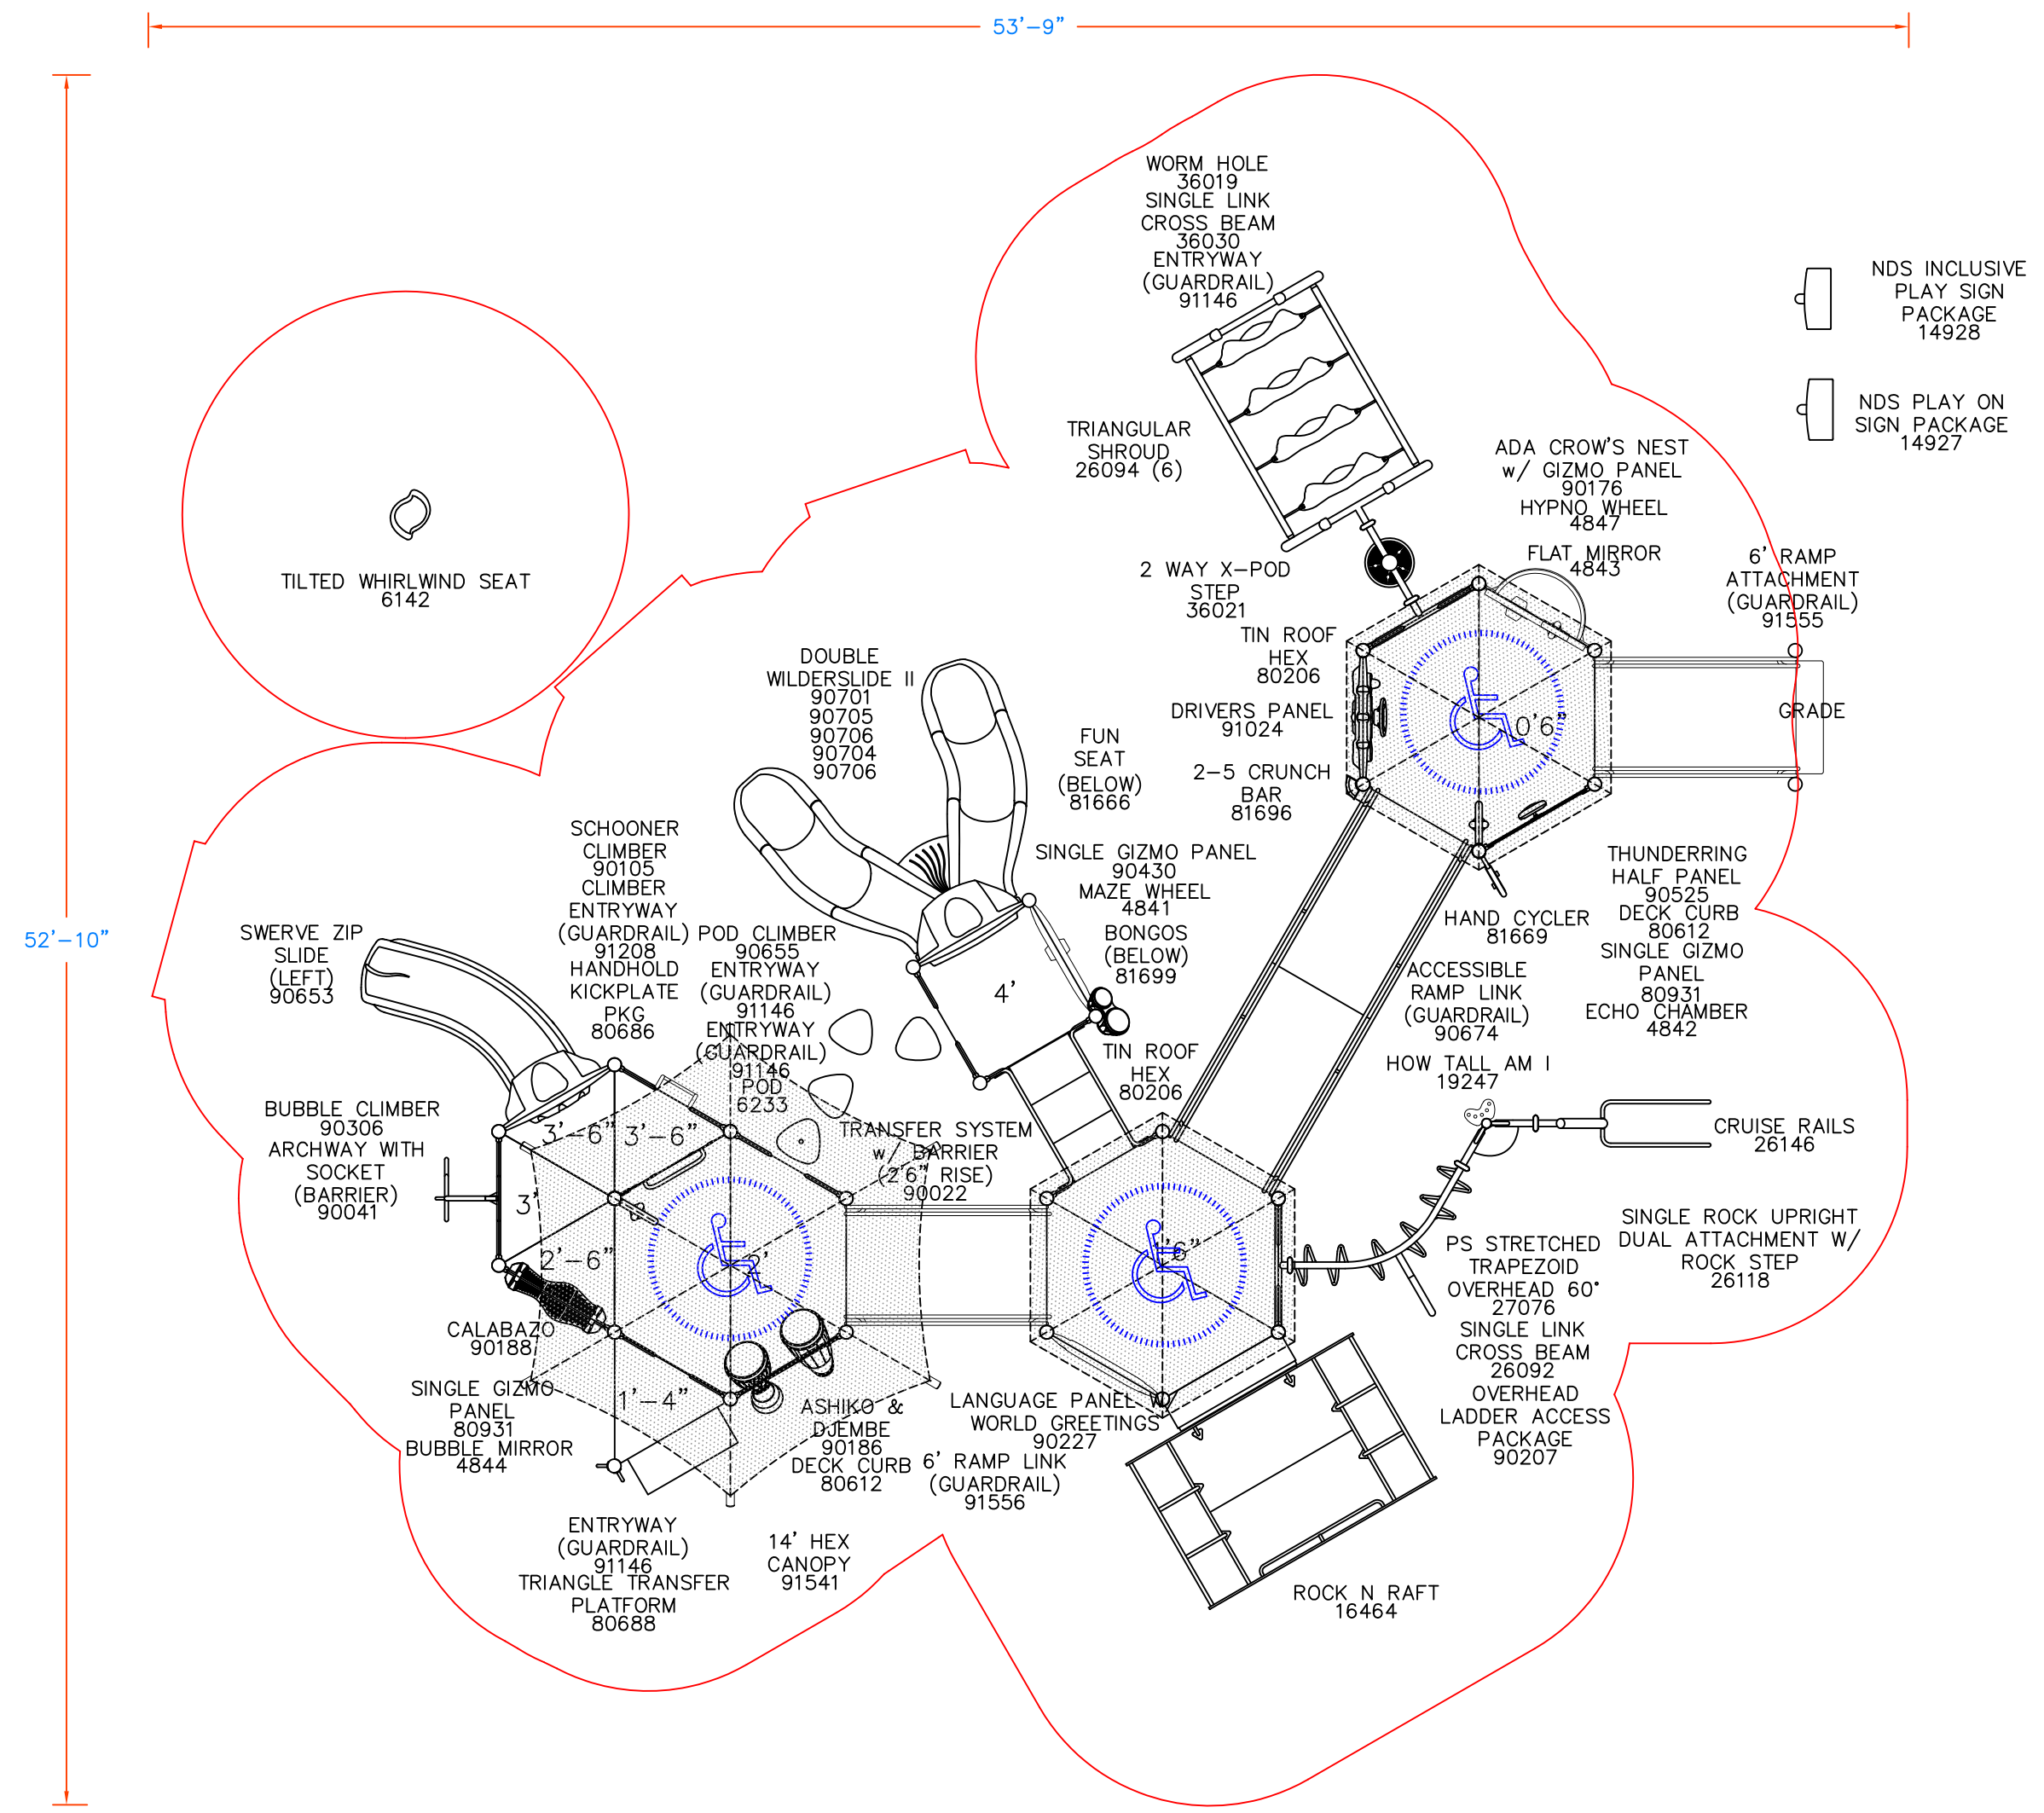 53'-9"
52'-10"
WORM HOLE
36019
SINGLE LINK
CROSS BEAM
36030
ENTRYWAY
(GUARDRAIL)
91146
NDS INCLUSIVE
PLAY SIGN
PACKAGE
14928
NDS PLAY ON
SIGN PACKAGE
14927
TRIANGULAR
SHROUD
26094 (6)
ADA CROW'S NEST
w/ GIZMO PANEL
90176
HYPNO WHEEL
4847
FLAT MIRROR
4843
6' RAMP
ATTACHMENT
(GUARDRAIL)
91555
TILTED WHIRLWIND SEAT
6142
2 WAY X-POD
STEP
36021
TIN ROOF
HEX
80206
DRIVERS PANEL
91024
2-5 CRUNCH
BAR
81696
0'6"
GRADE
DOUBLE
WILDERSLIDE II
90701
90705
90706
90704
90706
FUN
SEAT
(BELOW)
81666
SINGLE GIZMO PANEL
90430
MAZE WHEEL
4841
BONGOS
(BELOW)
81699
4'
TIN ROOF
HEX
80206
THUNDERRING
HALF PANEL
90525
DECK CURB
80612
SINGLE GIZMO
PANEL
80931
ECHO CHAMBER
4842
HAND CYCLER
81669
ACCESSIBLE
RAMP LINK
(GUARDRAIL)
90674
HOW TALL AM I
19247
CRUISE RAILS
26146
SINGLE ROCK UPRIGHT
DUAL ATTACHMENT W/
ROCK STEP
26118
PS STRETCHED
TRAPEZOID
OVERHEAD 60°
27076
SINGLE LINK
CROSS BEAM
26092
OVERHEAD
LADDER ACCESS
PACKAGE
90207
SCHOONER
CLIMBER
90105
CLIMBER
ENTRYWAY
(GUARDRAIL)
91208
HANDHOLD
KICKPLATE
PKG
80686
POD CLIMBER
90655
ENTRYWAY
(GUARDRAIL)
91146
ENTRYWAY
(GUARDRAIL)
91146
POD
6233
SWERVE ZIP
SLIDE
(LEFT)
90653
BUBBLE CLIMBER
90306
ARCHWAY WITH
SOCKET
(BARRIER)
90041
TRANSFER SYSTEM
w/ BARRIER
(2'6" RISE)
90022
3'-6"
3'-6"
3'
2'-6"
2'
1'-4"
CALABAZO
90188
SINGLE GIZMO
PANEL
80931
BUBBLE MIRROR
4844
ASHIKO &
DJEMBE
90186
DECK CURB
80612
LANGUAGE PANEL W/
WORLD GREETINGS
90227
6' RAMP LINK
(GUARDRAIL)
91556
ENTRYWAY
(GUARDRAIL)
91146
TRIANGLE TRANSFER
PLATFORM
80688
14' HEX
CANOPY
91541
ROCK N RAFT
16464